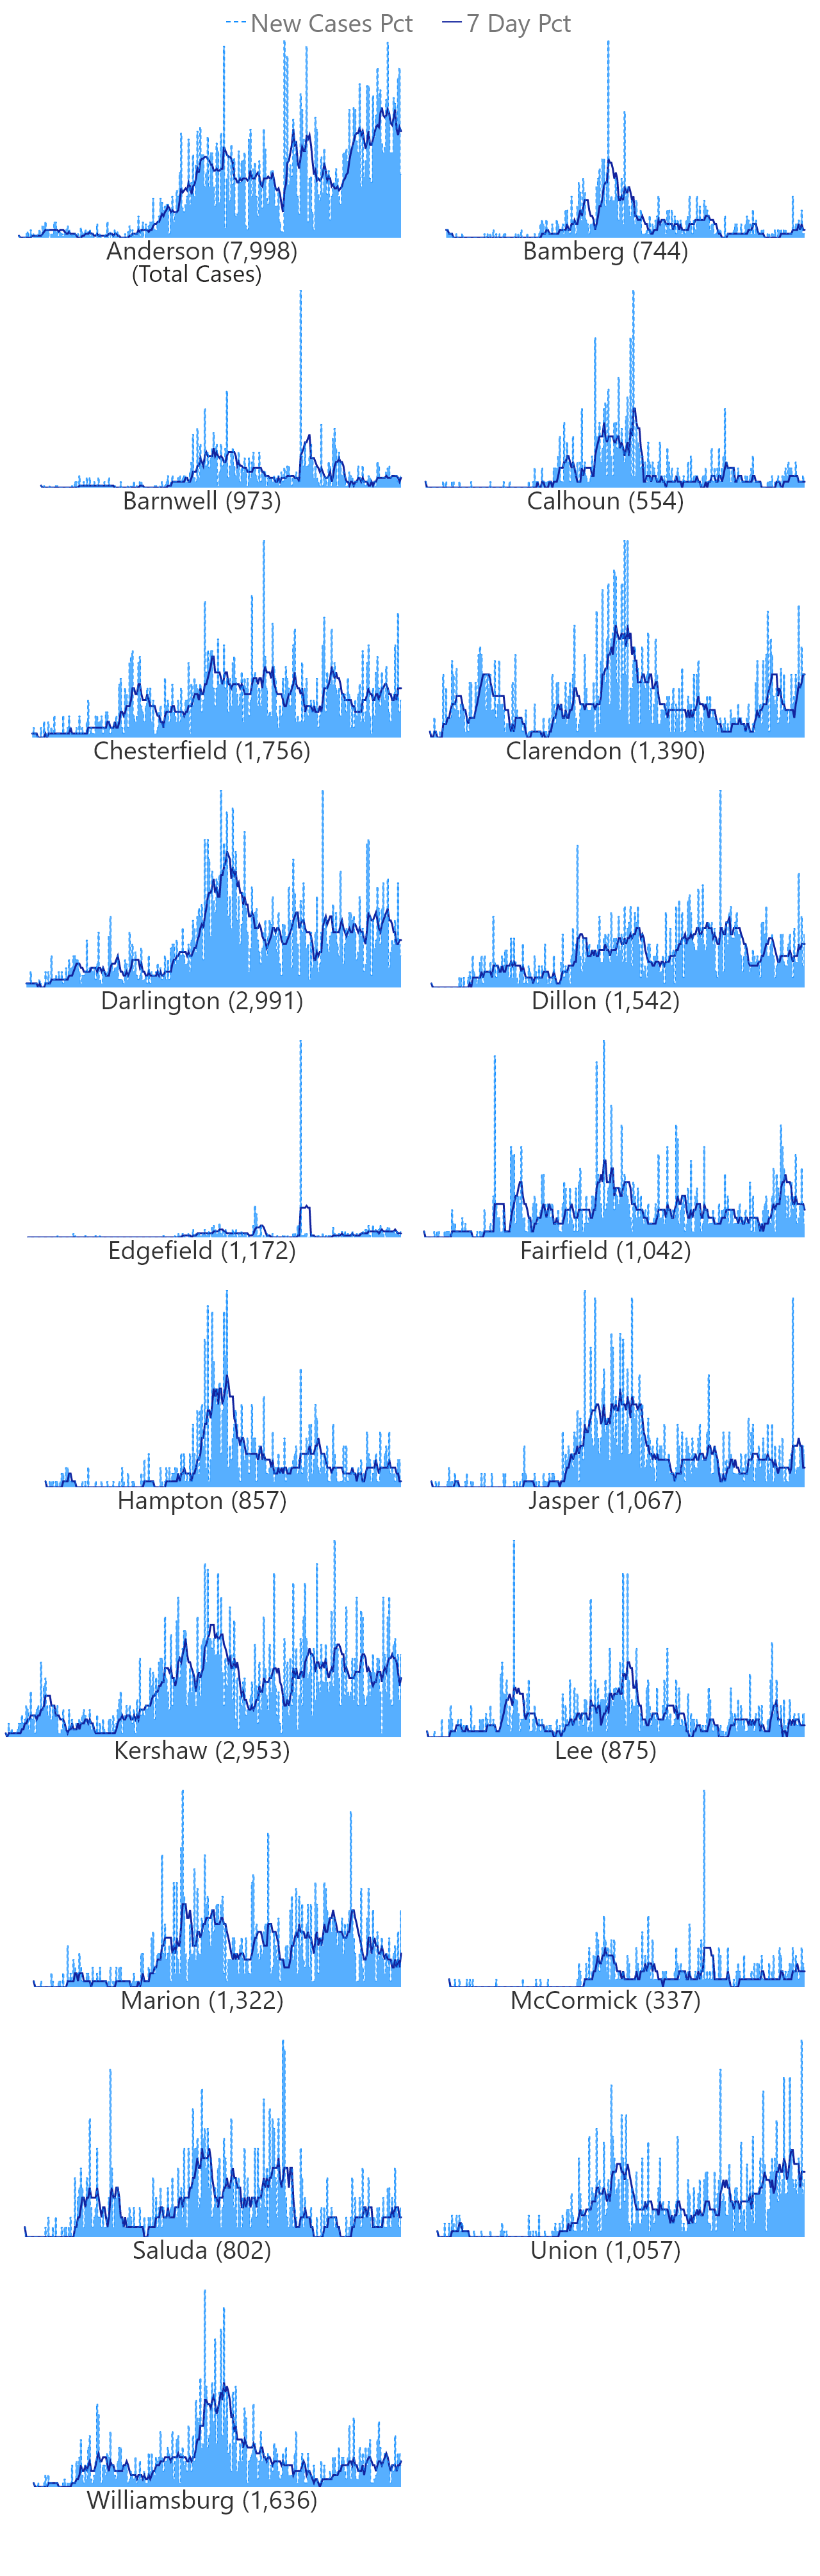 New Cases Pct 7 Day Pct
Anderson (7,998) Bamberg (744)
(Total Cases)
Barnwell (973) Calhoun (554)
Chesterfield (1,756) Clarendon (1,390)
Darlington (2,991) Dillon (1,542)
Edgefield (1,172) Fairfield (1,042)
Hampton (857) Jasper (1,067)
Kershaw (2,953) Lee (875)
Marion (1,322) McCormick (337)
Saluda (802) Union (1,057)
Williamsburg (1,636)